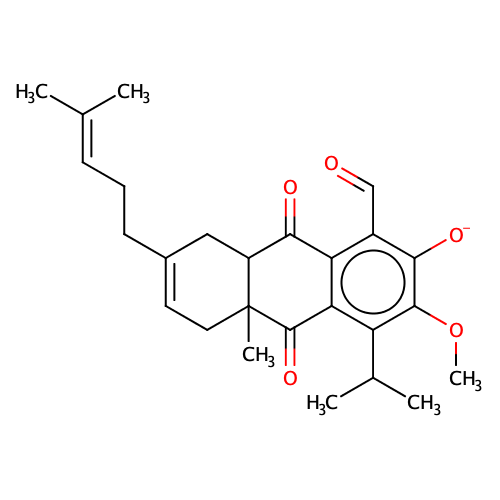 H3C CH3
O O
O⁻
CH3 O
O
CH3
H3C CH3